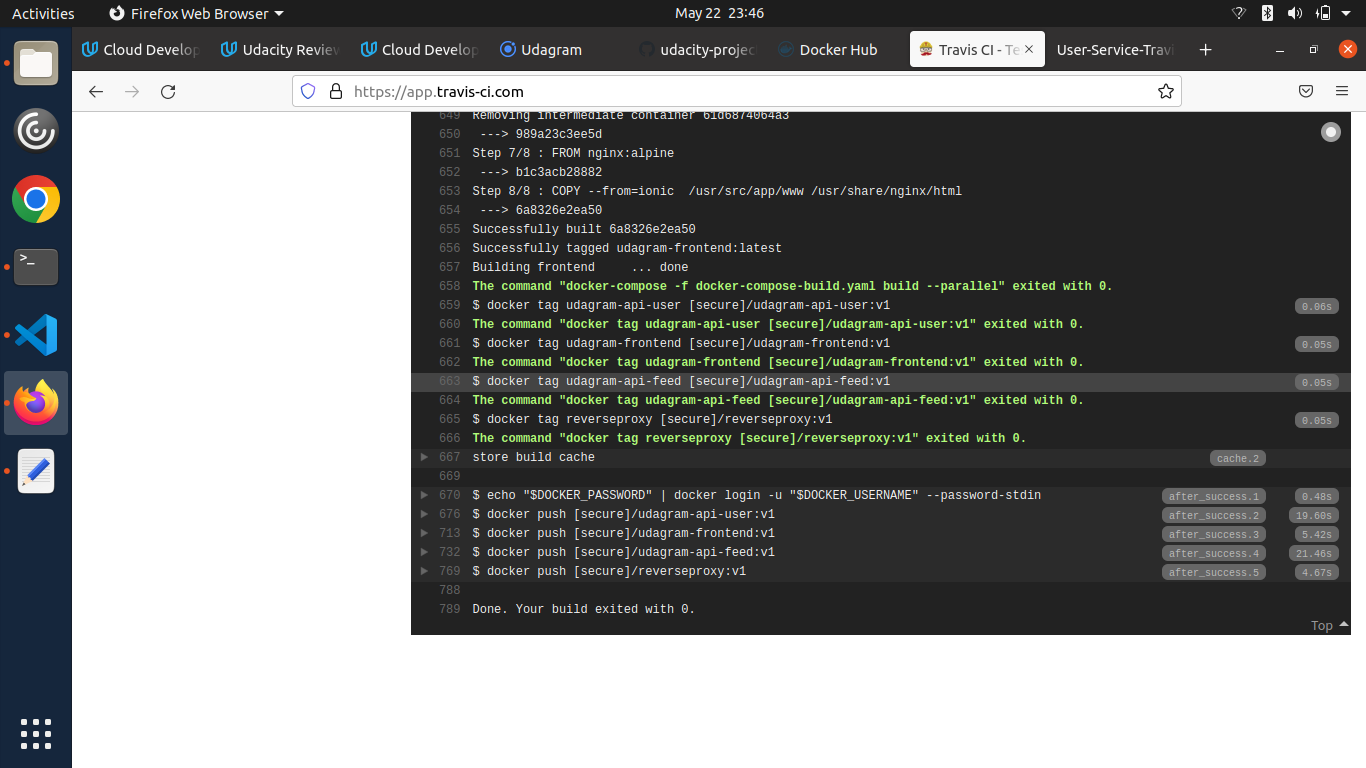 Activities
Firefox Web Browser
May 22 23:46
Cloud Develop
Udacity Review
Cloud Develop
Udagram
udacity-projec
Docker Hub
Travis CI - Te
User-Service-Travi
https://app.travis-ci.com
649 Removing intermediate container 61d6874064a3
650 ---> 989a23c3ee5d
651 Step 7/8 : FROM nginx:alpine
652 ---> b1c3acb28882
653 Step 8/8 : COPY --from=ionic  /usr/src/app/www /usr/share/nginx/html
654 ---> 6a8326e2ea50
655 Successfully built 6a8326e2ea50
656 Successfully tagged udagram-frontend:latest
657 Building frontend     ... done
658 The command "docker-compose -f docker-compose-build.yaml build --parallel" exited with 0.
659 $ docker tag udagram-api-user [secure]/udagram-api-user:v1 0.06s
660 The command "docker tag udagram-api-user [secure]/udagram-api-user:v1" exited with 0.
661 $ docker tag udagram-frontend [secure]/udagram-frontend:v1 0.05s
662 The command "docker tag udagram-frontend [secure]/udagram-frontend:v1" exited with 0.
663 $ docker tag udagram-api-feed [secure]/udagram-api-feed:v1 0.05s
664 The command "docker tag udagram-api-feed [secure]/udagram-api-feed:v1" exited with 0.
665 $ docker tag reverseproxy [secure]/reverseproxy:v1 0.05s
666 The command "docker tag reverseproxy [secure]/reverseproxy:v1" exited with 0.
667 store build cache cache.2
669
670 $ echo "$DOCKER_PASSWORD" | docker login -u "$DOCKER_USERNAME" --password-stdin after_success.1 0.48s
676 $ docker push [secure]/udagram-api-user:v1 after_success.2 19.60s
713 $ docker push [secure]/udagram-frontend:v1 after_success.3 5.42s
732 $ docker push [secure]/udagram-api-feed:v1 after_success.4 21.46s
769 $ docker push [secure]/reverseproxy:v1 after_success.5 4.67s
788
789 Done. Your build exited with 0.
Top